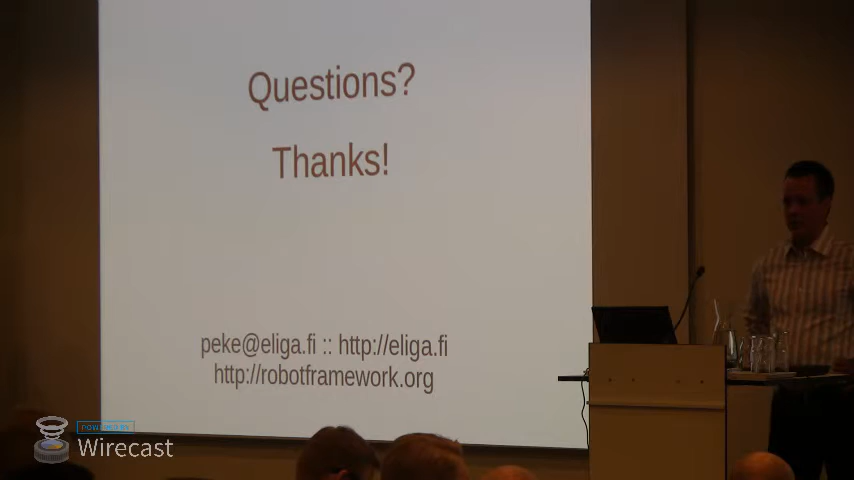 Questions?
Thanks!
peke@eliga.fi :: http://eliga.fi
http://robotframework.org
Wirecast